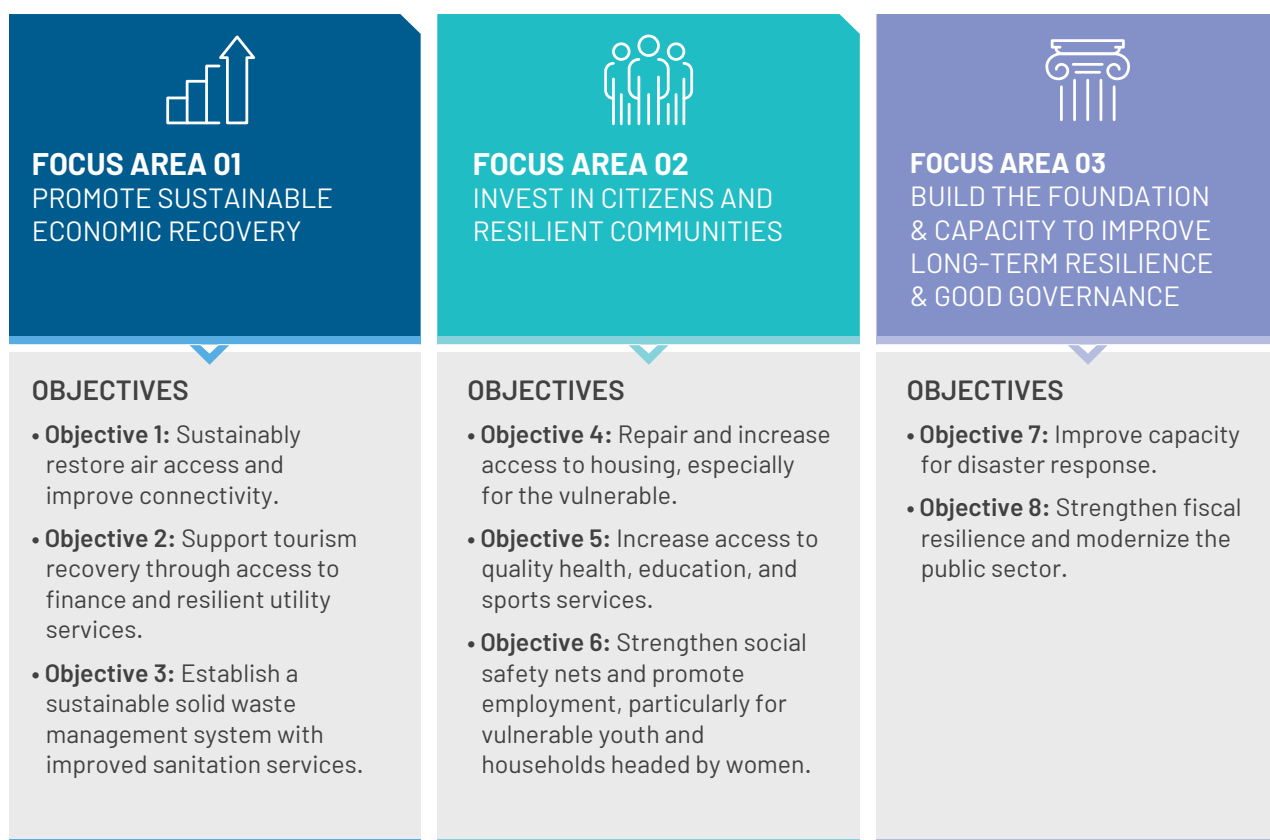 FOCUS AREA 01
PROMOTE SUSTAINABLE
ECONOMIC RECOVERY
OBJECTIVES
• Objective 1: Sustainably
restore air access and
improve connectivity.
• Objective 2: Support tourism
recovery through access to
finance and resilient utility
services.
• Objective 3: Establish a
sustainable solid waste
management system with
improved sanitation services.
FOCUS AREA 02
INVEST IN CITIZENS AND
RESILIENT COMMUNITIES
OBJECTIVES
• Objective 4: Repair and increase
access to housing, especially
for the vulnerable.
• Objective 5: Increase access to
quality health, education, and
sports services.
• Objective 6: Strengthen social
safety nets and promote
employment, particularly for
vulnerable youth and
households headed by women.
FOCUS AREA 03
BUILD THE FOUNDATION
& CAPACITY TO IMPROVE
LONG-TERM RESILIENCE
& GOOD GOVERNANCE
OBJECTIVES
• Objective 7: Improve capacity
for disaster response.
• Objective 8: Strengthen fiscal
resilience and modernize the
public sector.